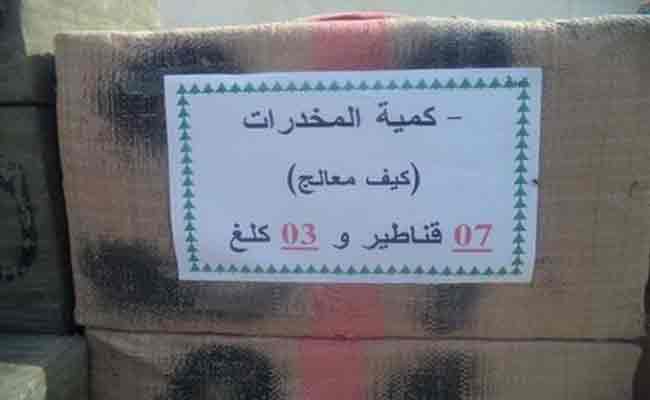 - كمية المخدرات
(كيف معالج)
07 قناطير و 03 كلغ